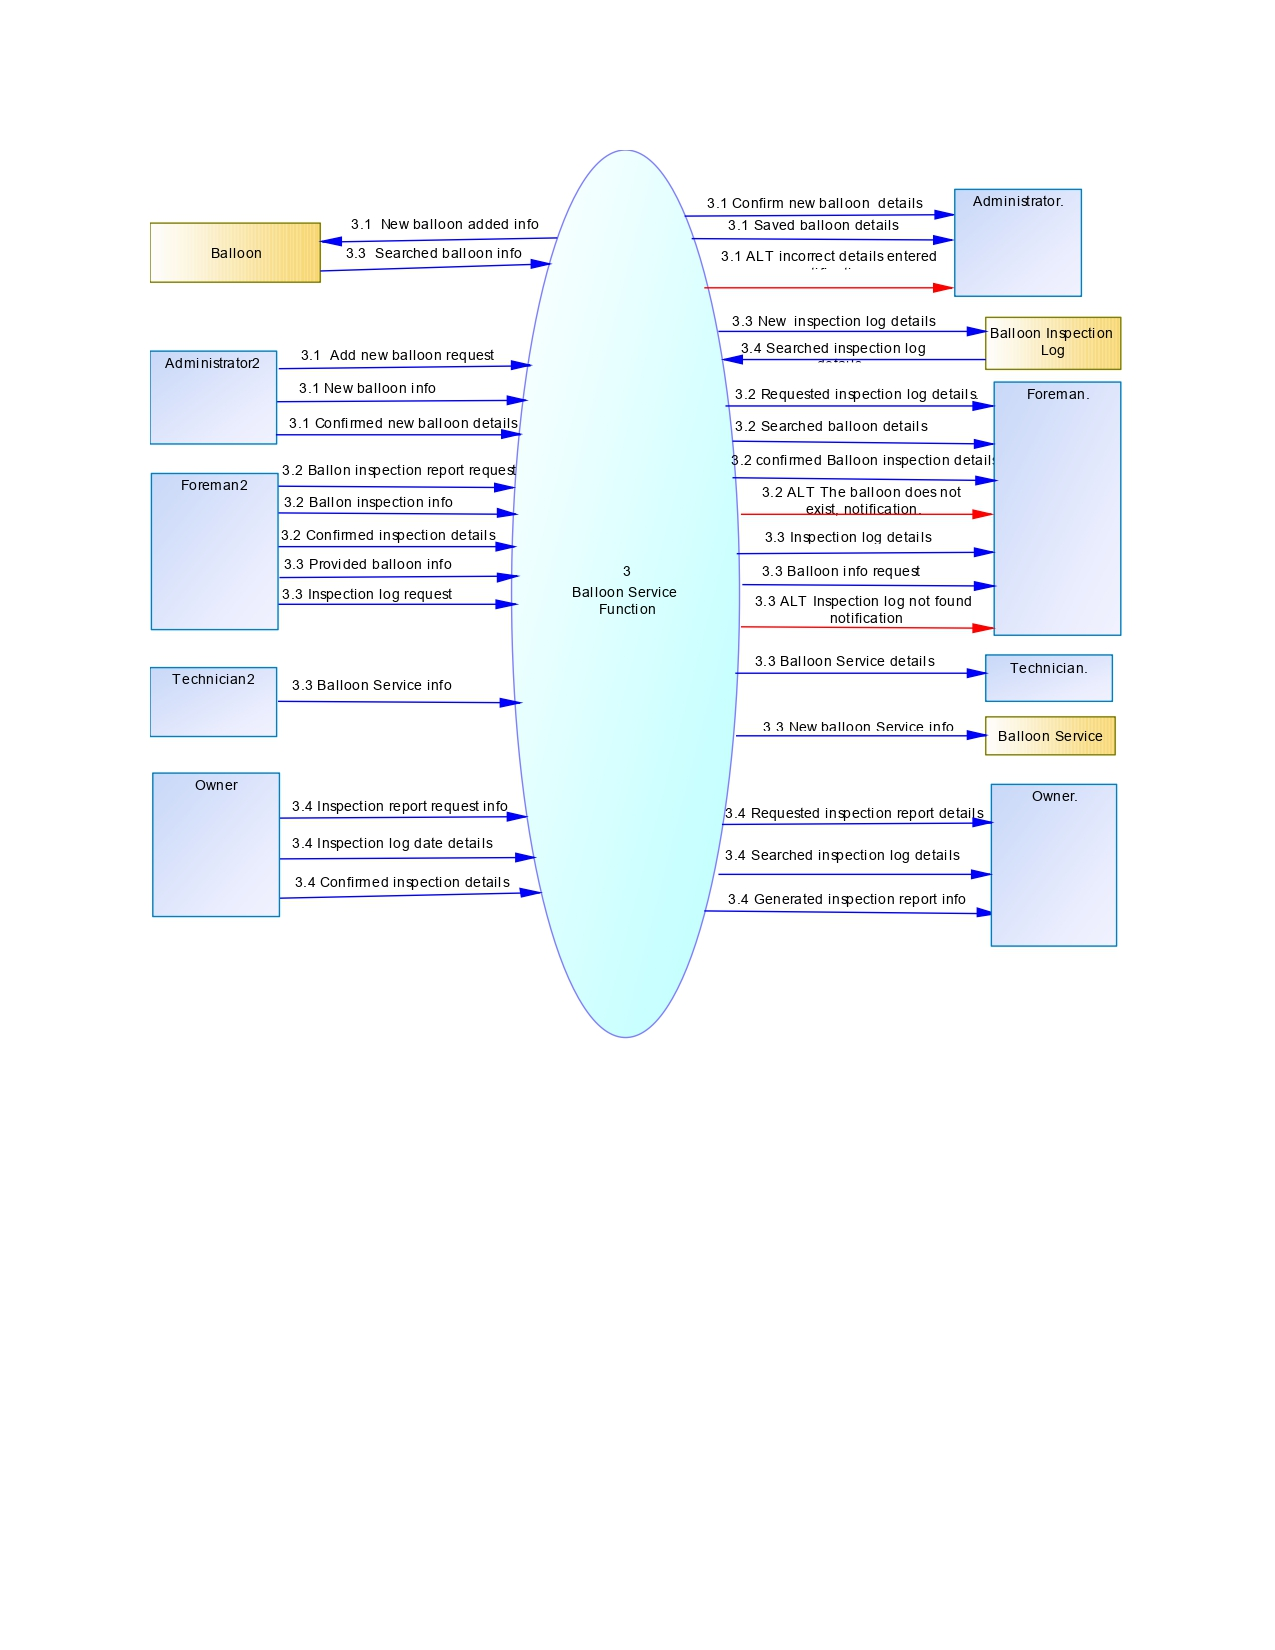 Balloon
3.1 New balloon added info
3.3 Searched balloon info
Administrator2
3.1 Add new balloon request
3.1 New balloon info
3.1 Confirmed new balloon details
Foreman2
3.2 Ballon inspection report request
3.2 Ballon inspection info
3.2 Confirmed inspection details
3.3 Provided balloon info
3.3 Inspection log request
Technician2
3.3 Balloon Service info
Owner
3.4 Inspection report request info
3.4 Inspection log date details
3.4 Confirmed inspection details
3
Balloon Service
Function
3.1 Confirm new balloon details
3.1 Saved balloon details
3.1 ALT incorrect details entered
Administrator.
3.3 New inspection log details
3.4 Searched inspection log
details
Balloon Inspection
Log
3.2 Requested inspection log details.
3.2 Searched balloon details
3.2 confirmed Balloon inspection details
3.2 ALT The balloon does not
exist, notification.
3.3 Inspection log details
3.3 Balloon info request
3.3 ALT Inspection log not found
notification
Foreman.
3.3 Balloon Service details
Technician.
3.3 New balloon Service info
Balloon Service
3.4 Requested inspection report details
3.4 Searched inspection log details
3.4 Generated inspection report info
Owner.